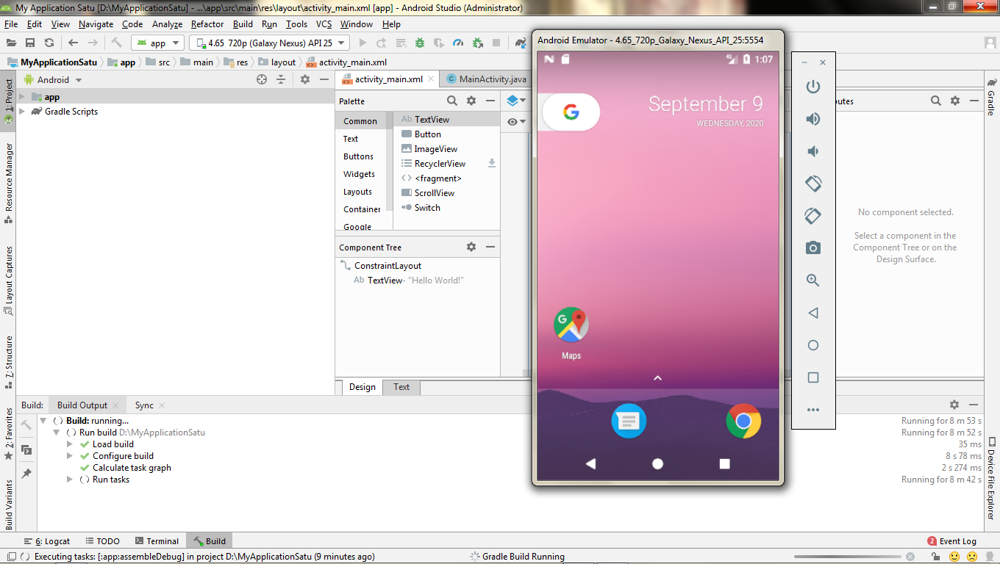 My Application Satu [D:\MyApplicationSatu] - ...\app\src\main\res\layout\activity_main.xml [app] - Android Studio (Administrator)
File Edit View Navigate Code Analyze Refactor Build Run Tools VCS Window Help
app 4.65 720p (Galaxy Nexus) API 25
MyApplicationSatu app src main res layout activity_main.xml
1: Project
Resource Manager
Layout Captures
7: Structure
2: Favorites
Build Variants
Android
app
Gradle Scripts
activity_main.xml MainActivity.java
Palette
Common
Text
Buttons
Widgets
Layouts
Container
Google
Ab TextView
Button
ImageView
RecyclerView
<fragment>
ScrollView
Switch
Component Tree
ConstraintLayout
Ab TextView- "Hello World!"
Design Text
Android Emulator - 4.65_720p_Galaxy_Nexus_API_25:5554
4G 1:07
G
September 9
WEDNESDAY, 2020
G
Maps
butes
No component selected.
Select a component in the
Component Tree or on the
Design Surface.
Gradle
Device File Explorer
Build: Build Output Sync
Build: running... Running for 8 m 53 s
Run build D:\MyApplicationSatu Running for 8 m 52 s
Load build 35 ms
Configure build 8 s 78 ms
Calculate task graph 2 s 274 ms
Run tasks Running for 8 m 42 s
6: Logcat TODO Terminal Build 2 Event Log
Executing tasks: [:app:assembleDebug] in project D:\MyApplicationSatu (9 minutes ago) Gradle Build Running